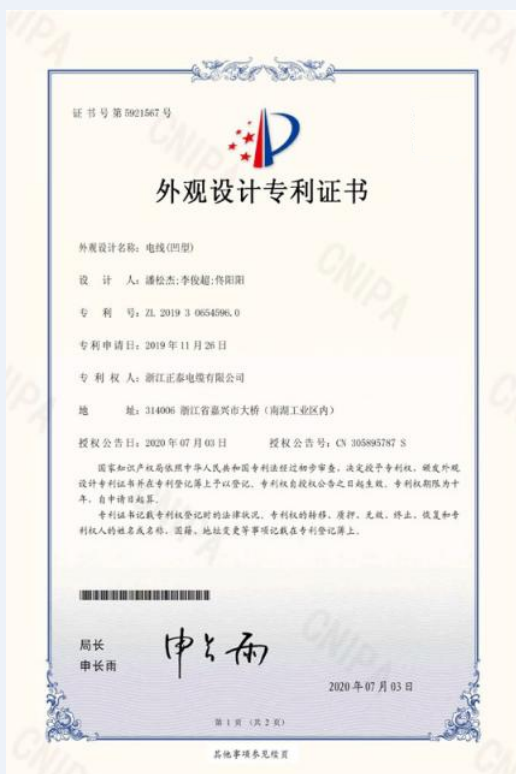 证书号第5921567号
外观设计专利证书
外观设计名称：电线(凹型)
设计人：潘松杰;李俊超;佟阳阳
专利号：ZL 2019 3 0654596.0
专利申请日：2019年11月26日
专利权人：浙江正泰电缆有限公司
地址：314006 浙江省嘉兴市大桥（南湖工业区内）
授权公告日：2020年07月03日 授权公告号：CN 305895787 S
国家知识产权局依照中华人民共和国专利法经过初步审查，决定授予专利权，颁发外观
设计专利证书并在专利登记簿上予以登记。专利权自授权公告之日起生效。专利权期限为十
年，自申请日起算。
专利证书记载专利权登记时的法律状况。专利权的转移、质押、无效、终止、恢复和专
利权人的姓名或名称、国籍、地址变更等事项记载在专利登记簿上。
局长
申长雨
申长雨
2020年07月03日
第 1 页 （共 2 页）
其他事项参见续页
CNIPA
CNIPA
CNIPA
CNIPA